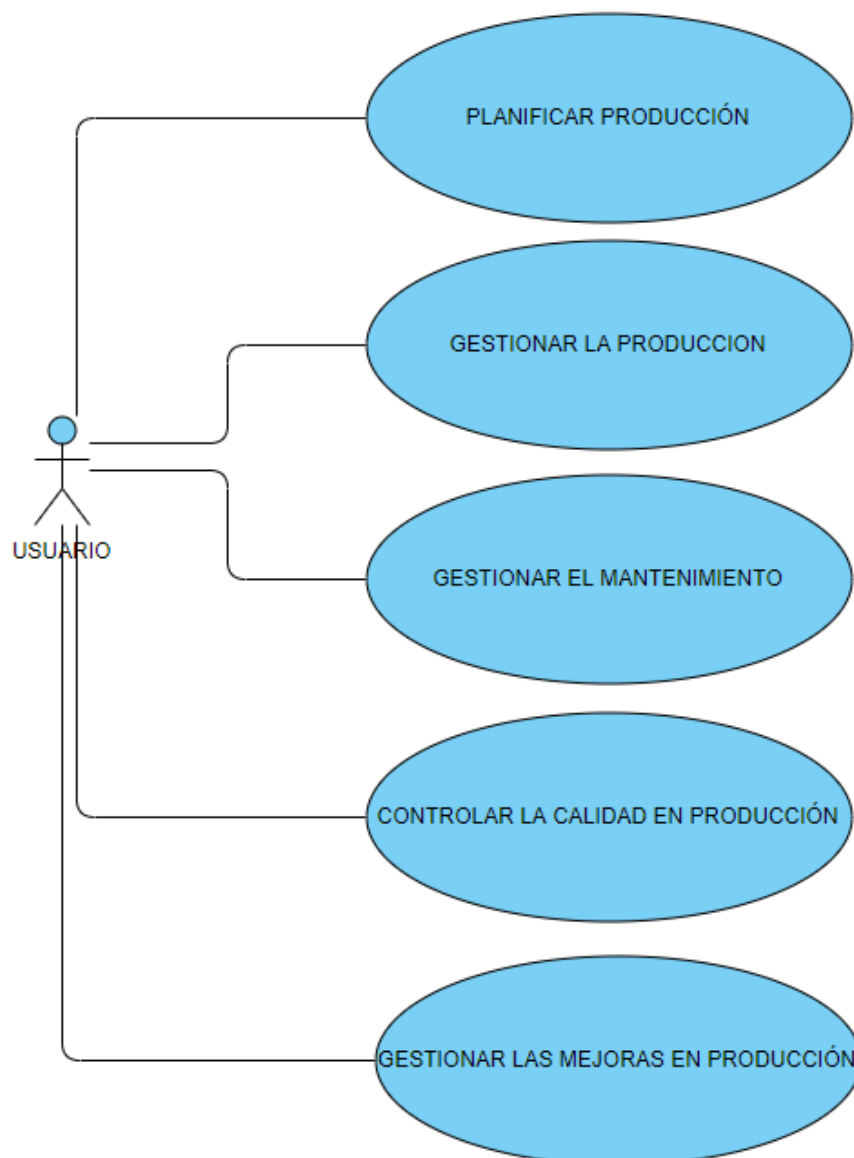 PLANIFICAR PRODUCCIÓN
GESTIONAR LA PRODUCCION
USUARIO
GESTIONAR EL MANTENIMIENTO
CONTROLAR LA CALIDAD EN PRODUCCIÓN
GESTIONAR LAS MEJORAS EN PRODUCCIÓN